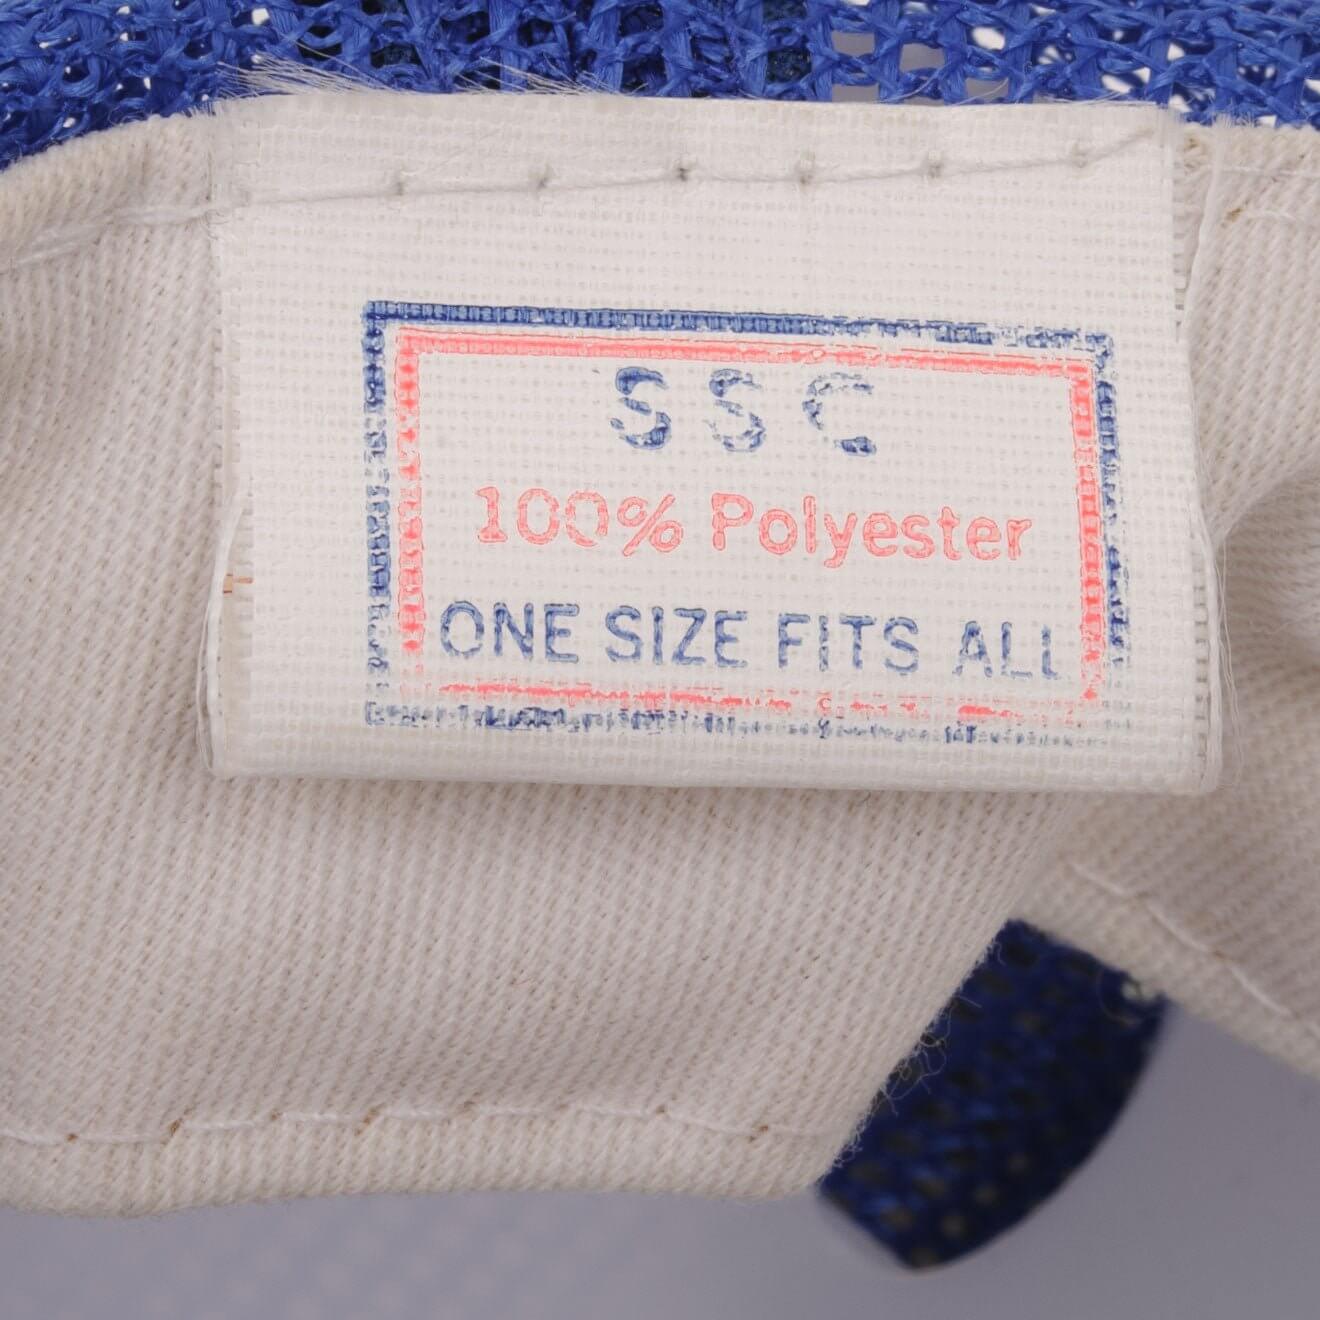 SSC
100% Polyester
ONE SIZE FITS ALL